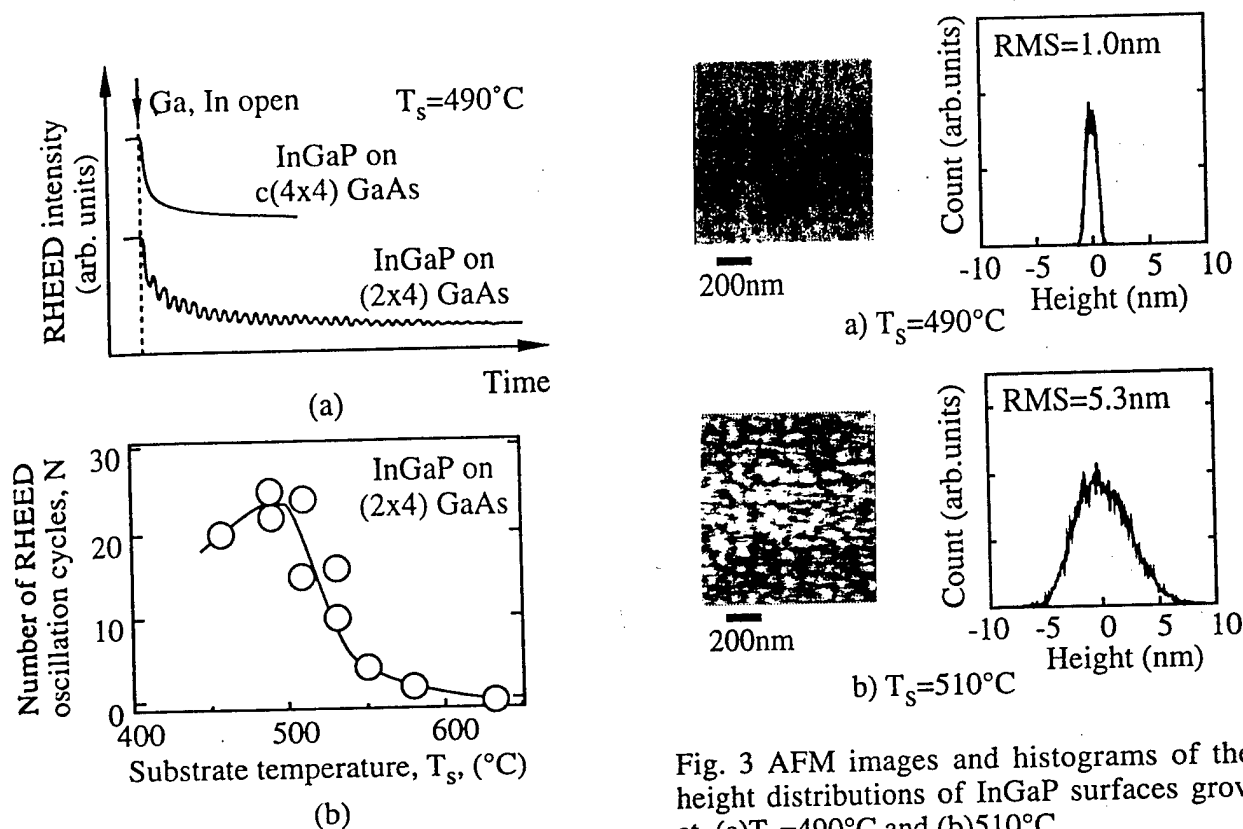 Ga, In open
T_s=490°C
InGaP on
c(4x4) GaAs
InGaP on
(2x4) GaAs
RHEED intensity
(arb. units)
Time
(a)
30
20
10
0
InGaP on
(2x4) GaAs
Number of RHEED
oscillation cycles, N
400
500
600
Substrate temperature, T_s, (°C)
(b)
200nm
RMS=1.0nm
Count (arb.units)
-10 -5 0 5 10
Height (nm)
a) T_s=490°C
200nm
RMS=5.3nm
Count (arb.units)
-10 -5 0 5 10
Height (nm)
b) T_s=510°C
Fig. 3 AFM images and histograms of the
height distributions of InGaP surfaces grov
at (a)T_s=490°C and (b)510°C